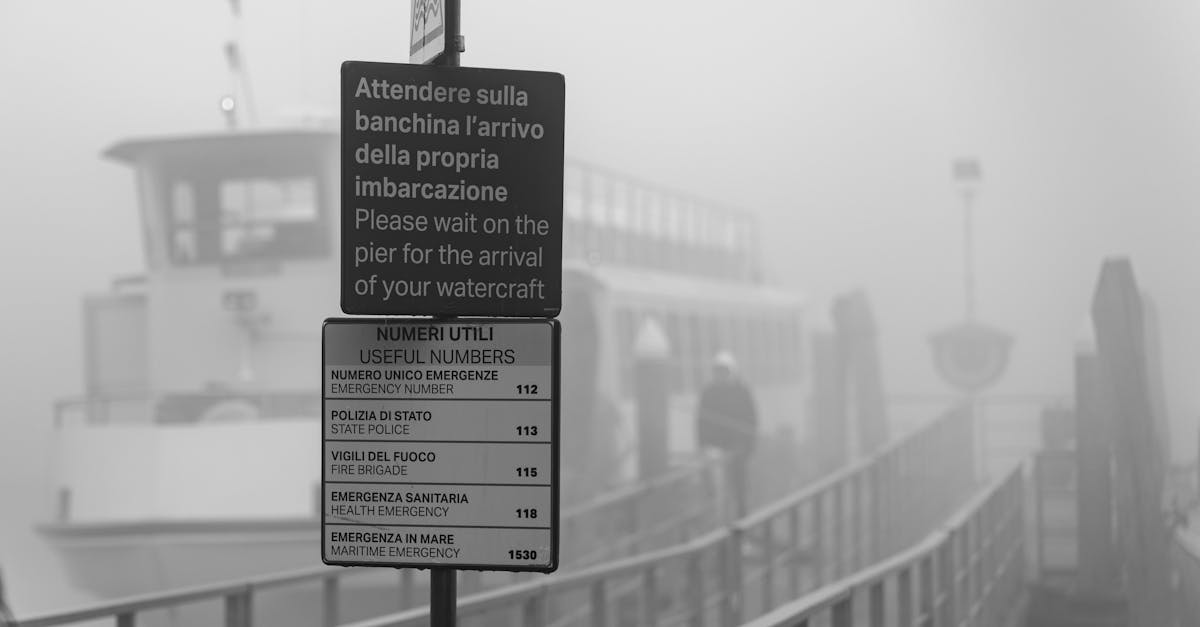 Attendere sulla
banchina l'arrivo
della propria
imbarcazione
Please wait on the
pier for the arrival
of your watercraft
NUMERI UTILI
USEFUL NUMBERS
NUMERO UNICO EMERGENZE
EMERGENCY NUMBER 112
POLIZIA DI STATO
STATE POLICE 113
VIGILI DEL FUOCO
FIRE BRIGADE 115
EMERGENZA SANITARIA
HEALTH EMERGENCY 118
EMERGENZA IN MARE
MARITIME EMERGENCY 1530